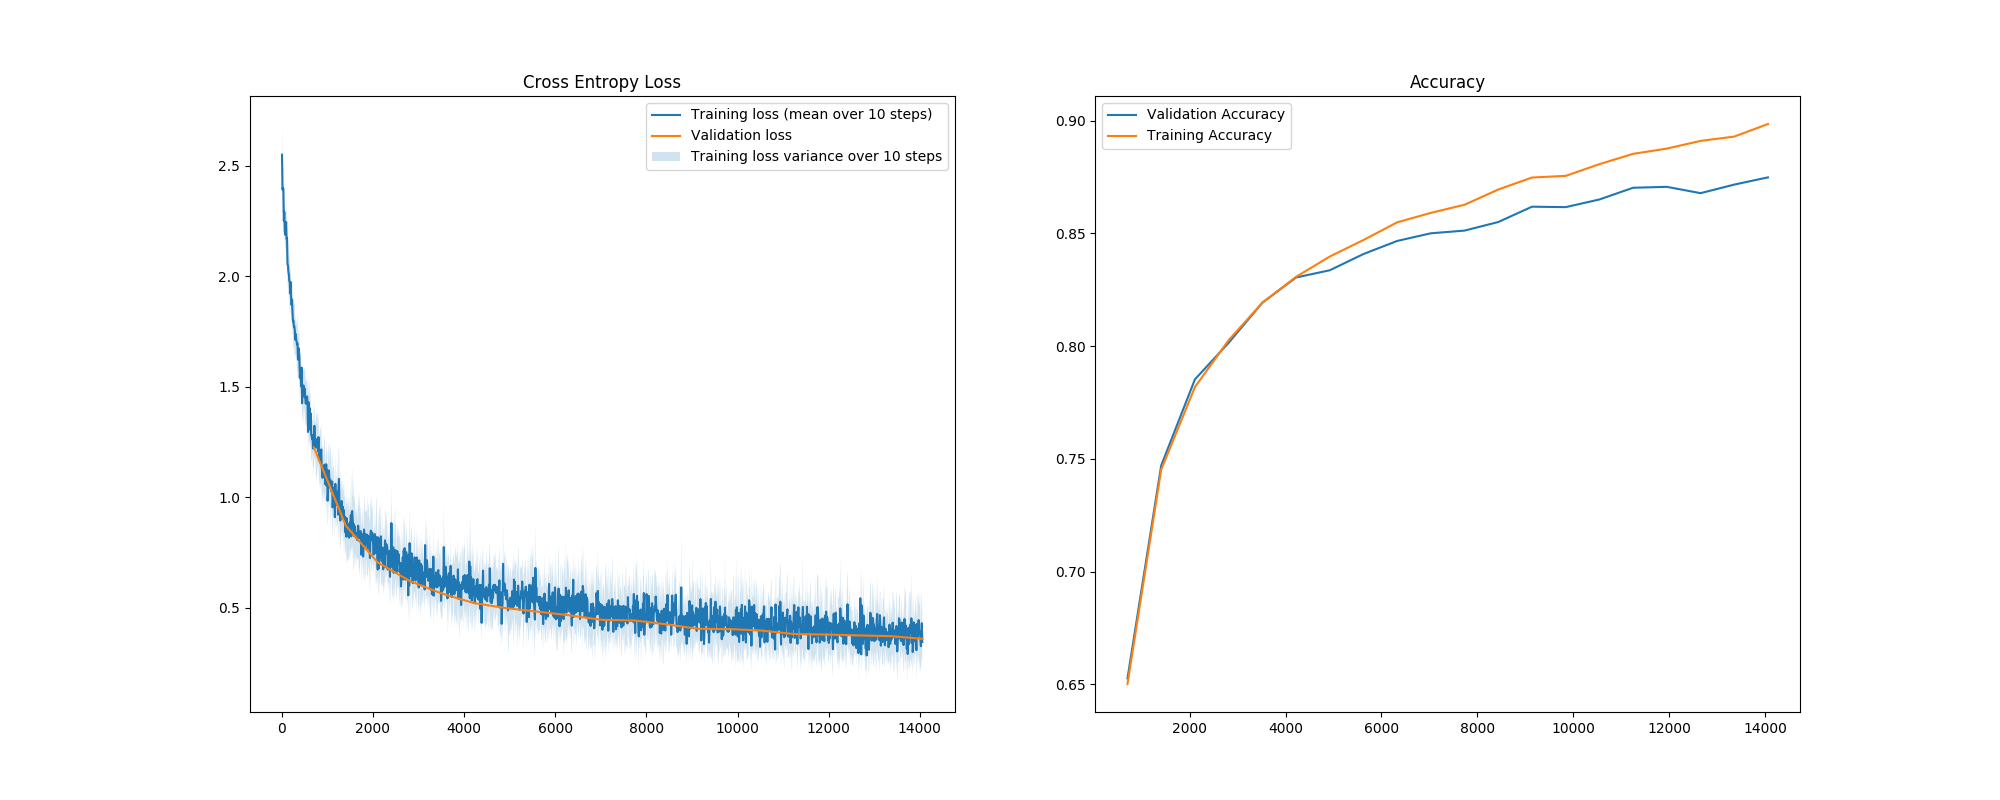 Cross Entropy Loss
Training loss (mean over 10 steps)
Validation loss
Training loss variance over 10 steps
2.5
2.0
1.5
1.0
0.5
0 2000 4000 6000 8000 10000 12000 14000
Accuracy
Validation Accuracy
Training Accuracy
0.90
0.85
0.80
0.75
0.70
0.65
2000 4000 6000 8000 10000 12000 14000